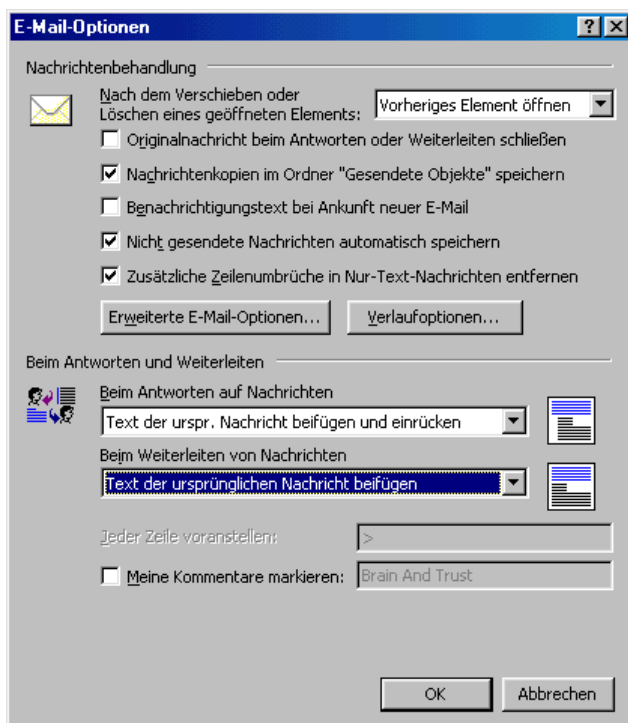 E-Mail-Optionen
Nachrichtenbehandlung
Nach dem Verschieben oder
Löschen eines geöffneten Elements:
Vorheriges Element öffnen
Originalnachricht beim Antworten oder Weiterleiten schließen
Nachrichtenkopien im Ordner "Gesendete Objekte" speichern
Benachrichtigungstext bei Ankunft neuer E-Mail
Nicht gesendete Nachrichten automatisch speichern
Zusätzliche Zeilenumbrüche in Nur-Text-Nachrichten entfernen
Erweiterte E-Mail-Optionen... Verlaufoptionen...
Beim Antworten und Weiterleiten
Beim Antworten auf Nachrichten
Text der urspr. Nachricht beifügen und einrücken
Beim Weiterleiten von Nachrichten
Text der ursprünglichen Nachricht beifügen
Jeder Zeile voranstellen: >
Meine Kommentare markieren: Brain And Trust
OK Abbrechen